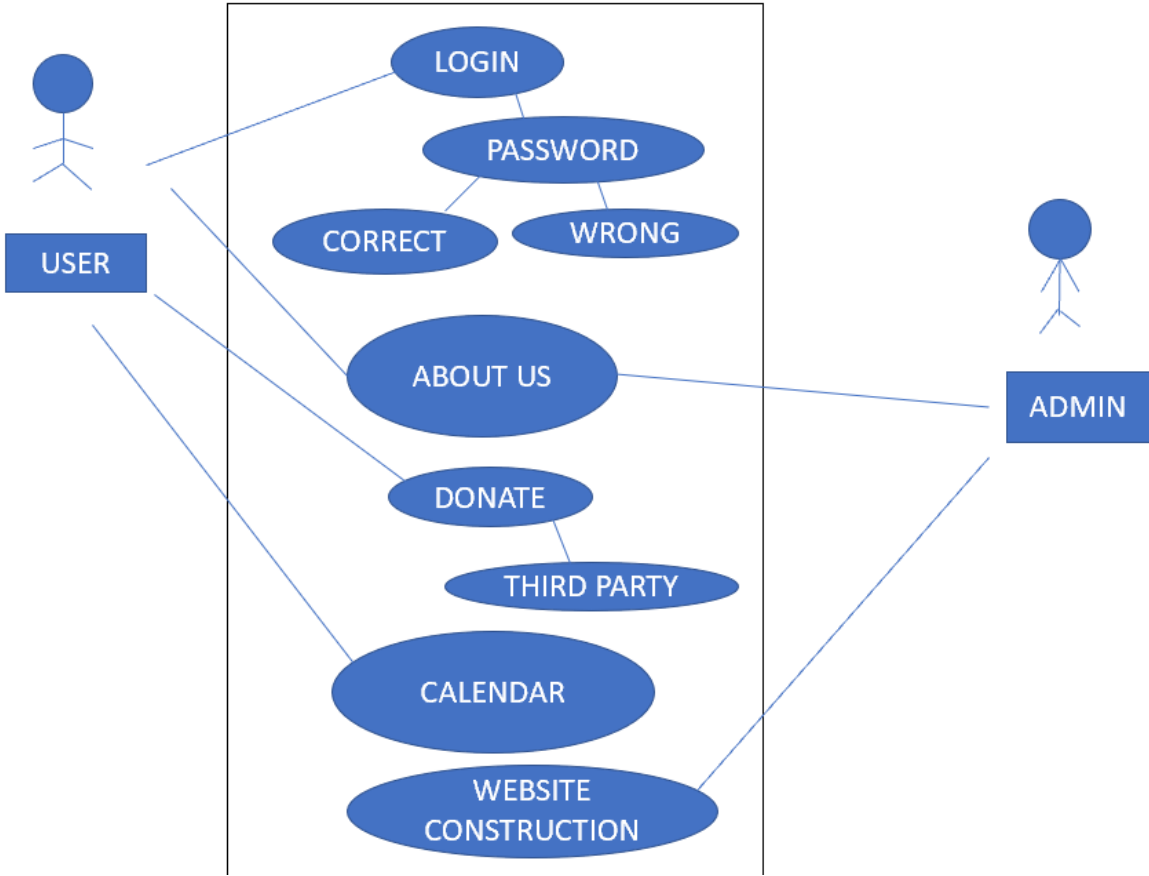 LOGIN
PASSWORD
CORRECT
WRONG
USER
ABOUT US
ADMIN
DONATE
THIRD PARTY
CALENDAR
WEBSITE
CONSTRUCTION